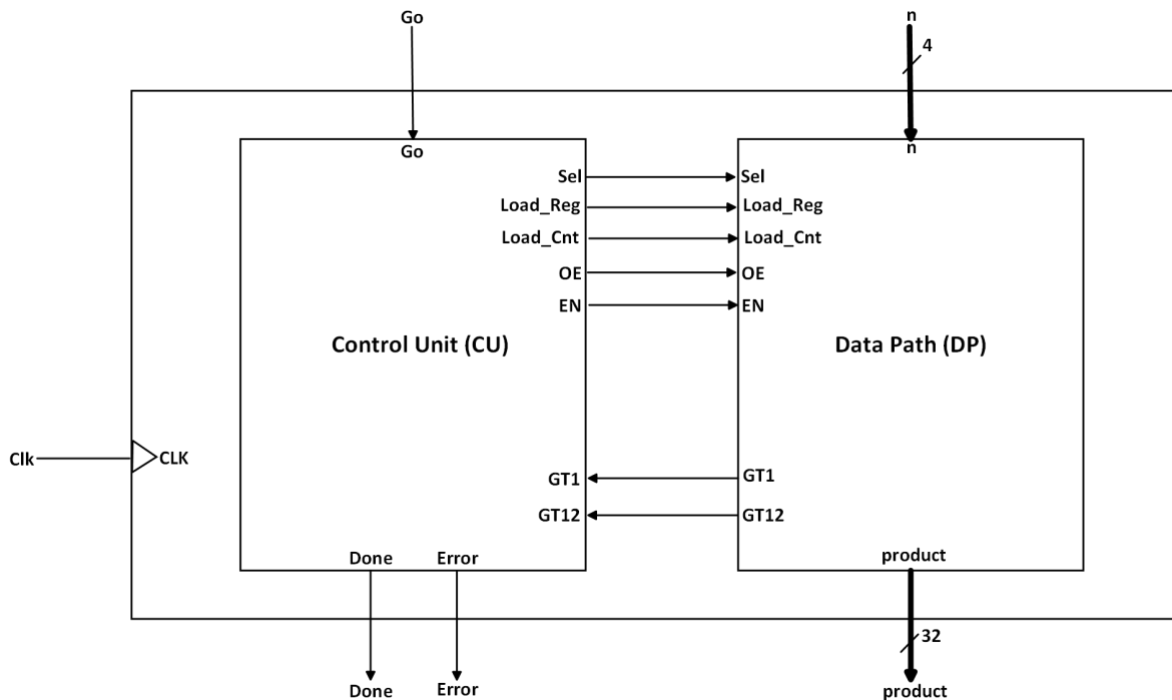 Go
n
4
Go
n
Sel
Sel
Load_Reg
Load_Reg
Load_Cnt
Load_Cnt
OE
OE
EN
EN
Control Unit (CU)
Data Path (DP)
Clk
CLK
GT1
GT1
GT12
GT12
Done
Error
product
32
Done
Error
product